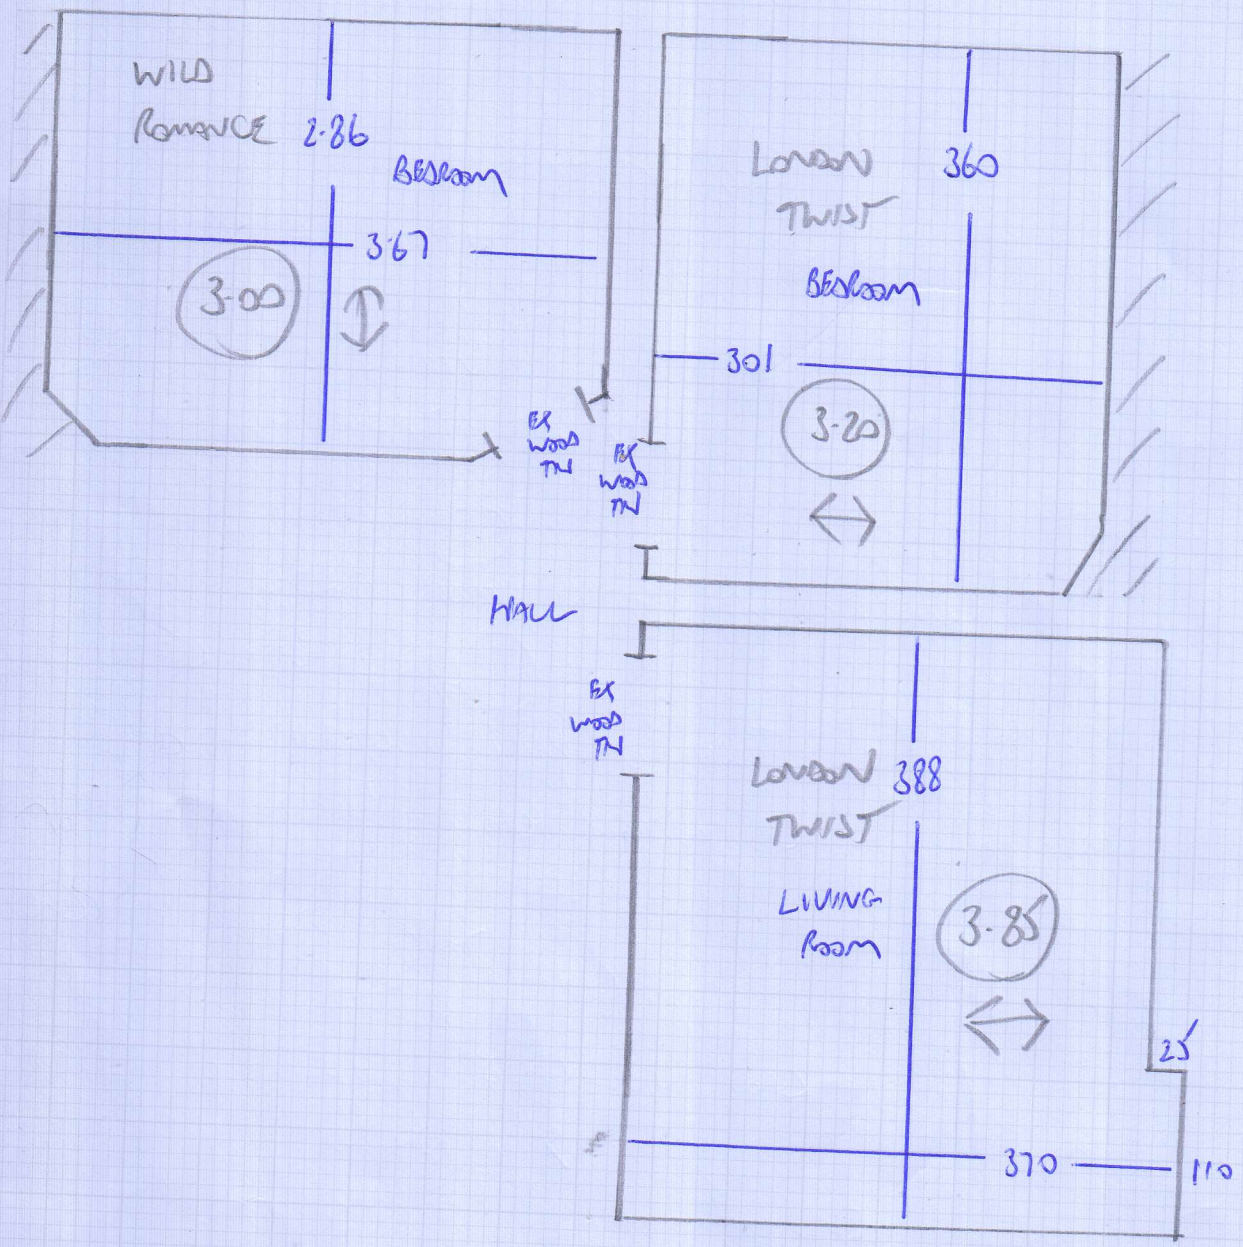 WILD
ROMANCE 2.86
BEDROOM
3.67
3.00
EX
WOOD
TH
LONDON 360
TWIST
BEDROOM
301
3.20
EX
WOOD
TH
HALL
EX
WOOD
TH
LONDON 388
TWIST
LIVING
ROOM
3.85
25
370
110